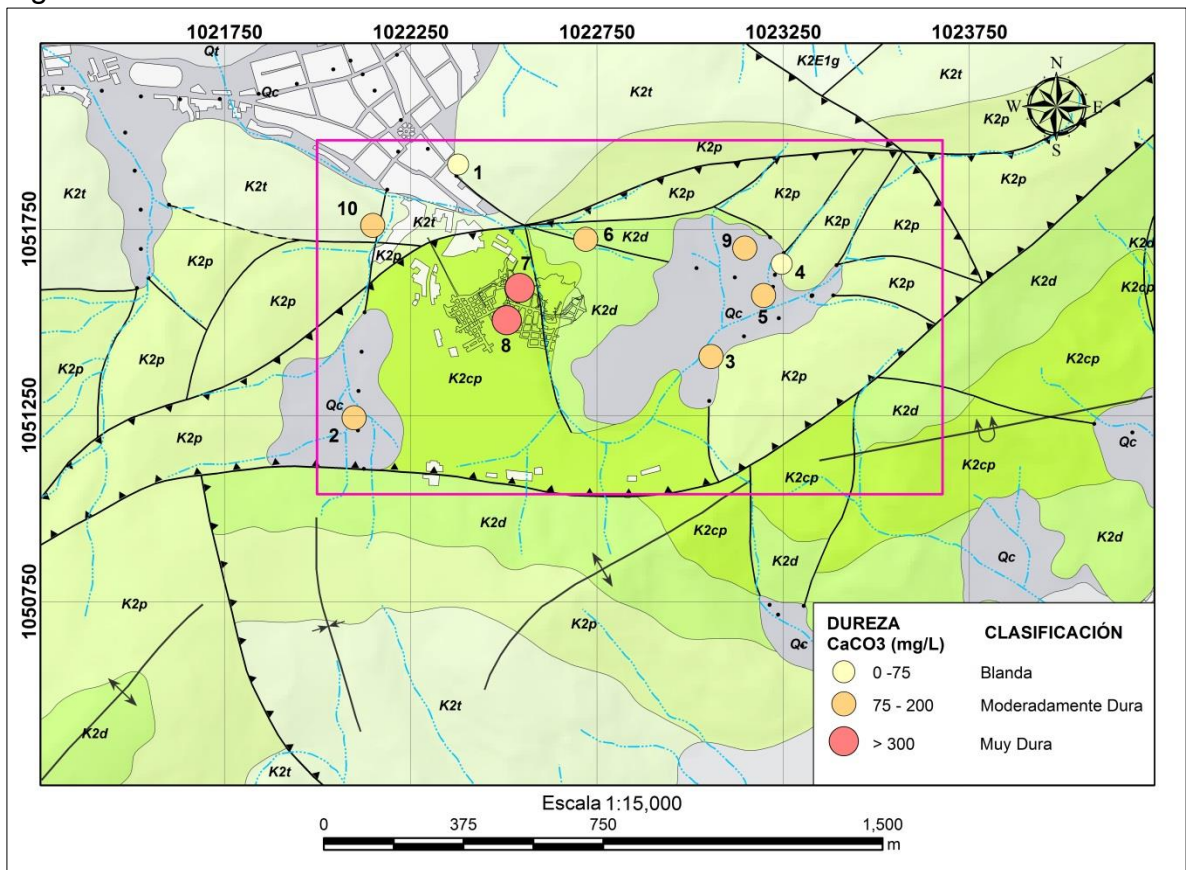 1021750 1022250 1022750 1023250 1023750
Qt
K2E1g
K2t
K2t
Qc
K2p
N
W E
S
K2p
1
K2t
K2t
K2p
K2p
10
K2t
6
K2d
9
K2p
K2p
K2d
1051750
K2p
K2p
7
4
K2d
K2cp
K2p
K2d
5
Qc
8
K2p
K2p
K2cp
3
K2p
K2cp
1051250
Qc
2
K2d
K2p
Qc
K2cp
K2cp
K2d
K2cp
K2d
Qc
K2d
1050750
K2p
K2p
Qc
K2t
K2d
K2t
DUREZA
CaCO3 (mg/L) CLASIFICACIÓN
0 -75 Blanda
75 - 200 Moderadamente Dura
> 300 Muy Dura
Escala 1:15,000
0 375 750 1,500
m